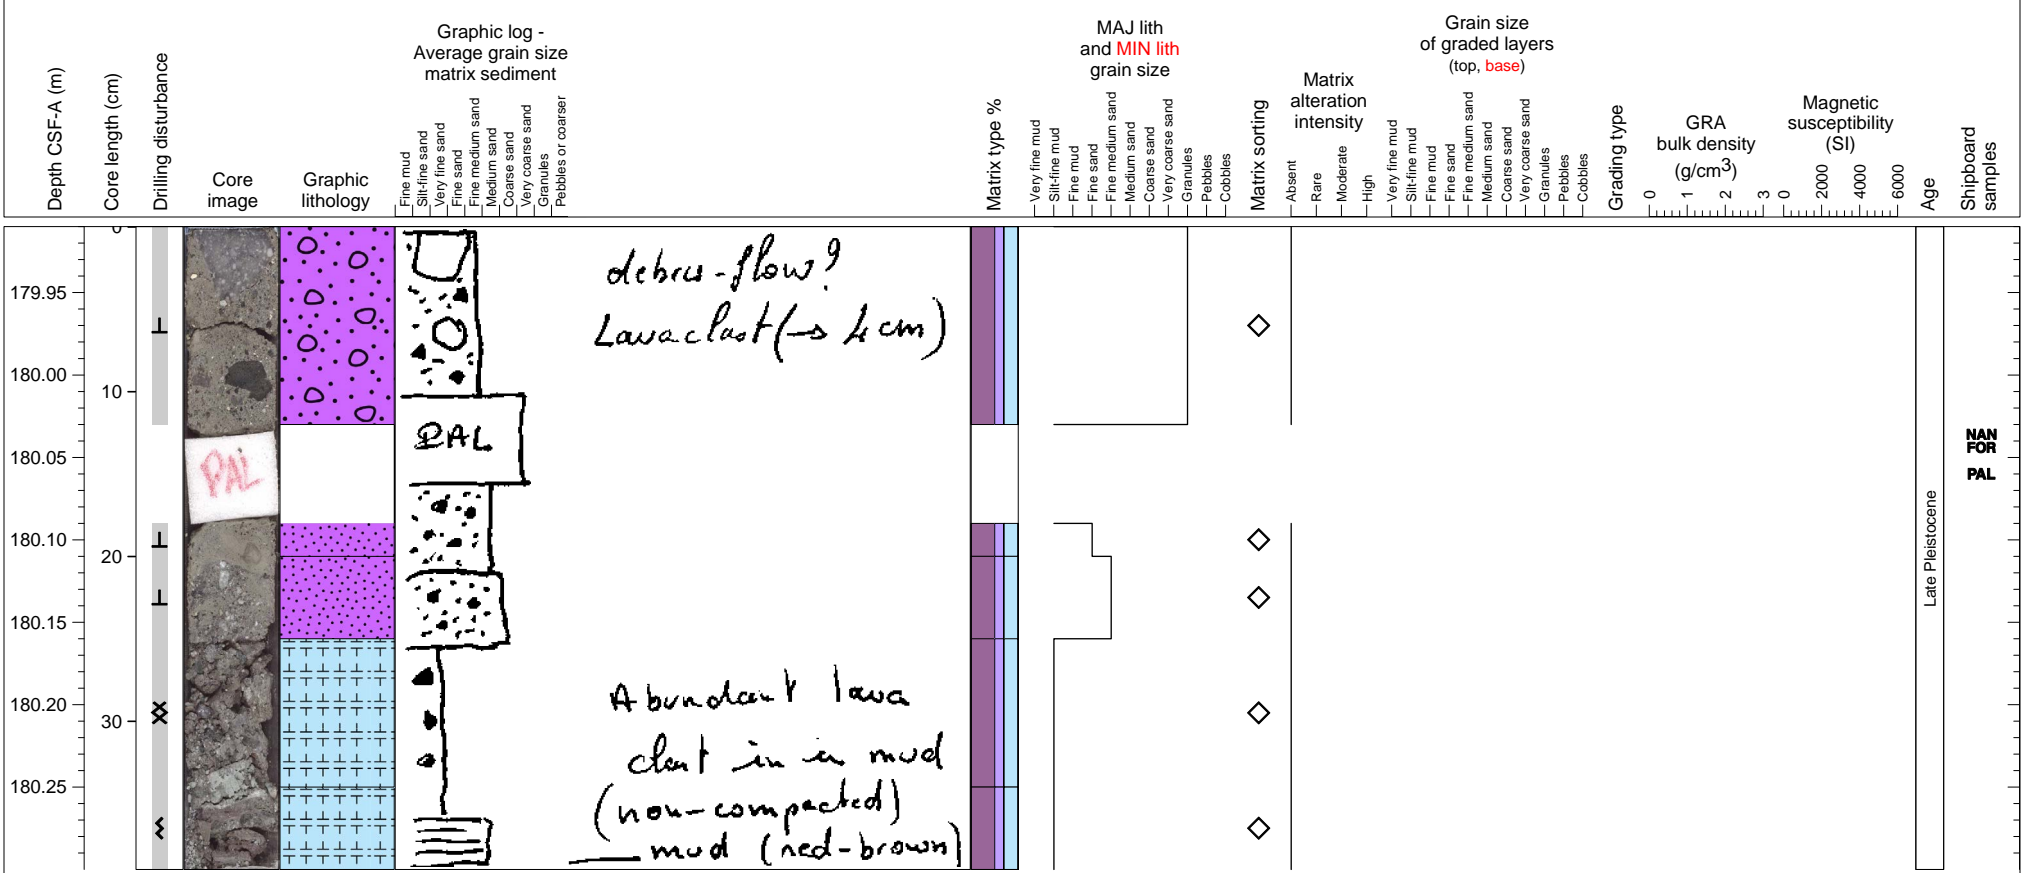 Depth CSF-A (m)
Core length (cm)
Drilling disturbance
Core
image
Graphic
lithology
Graphic log -
Average grain size
matrix sediment
Fine mud
Silt-fine sand
Very fine sand
Fine sand
Fine medium sand
Medium sand
Coarse sand
Very coarse sand
Granules
Pebbles or coarser
Matrix type %
MAJ lith
and MIN lith
grain size
Very fine mud
Silt-fine mud
Fine mud
Fine sand
Fine medium sand
Medium sand
Coarse sand
Very coarse sand
Granules
Pebbles
Cobbles
Matrix sorting
Matrix
alteration
intensity
Absent
Rare
Moderate
High
Grain size
of graded layers
(top, base)
Very fine mud
Silt-fine mud
Fine mud
Fine sand
Fine medium sand
Medium sand
Coarse sand
Very coarse sand
Granules
Pebbles
Cobbles
Grading type
GRA
bulk density
(g/cm3)
0 1 2 3
Magnetic
susceptibility
(SI)
0 2000 4000 6000
Age
Shipboard
samples
179.95
180.00
180.05
180.10
180.15
180.20
180.25
0
10
20
30
PAL
PAL
debris-flow?
Lava clast (→ 4 cm)
Abundant lava
clast in in mud
(non-compacted)
mud (red-brown)
Late Pleistocene
NAN
FOR
PAL